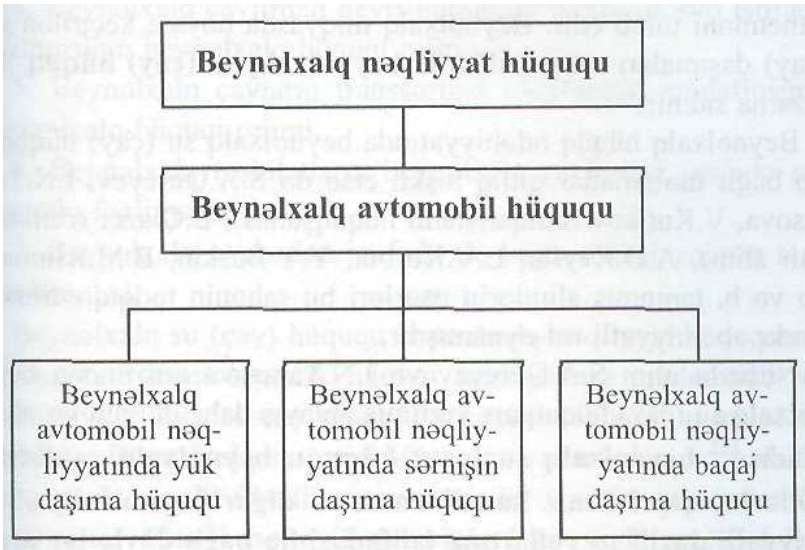 Beynəlxalq nəqliyyat hüququ
Beynəlxalq avtomobil hüququ
Beynəlxalq
avtomobil nəq-
liyyatında yük
daşıma hüququ
Beynəlxalq av-
tomobil nəqliy-
yatında sərnişin
daşıma hüququ
Beynəlxalq av-
tomobil nəqliy-
yatında baqaj
daşıma hüququ